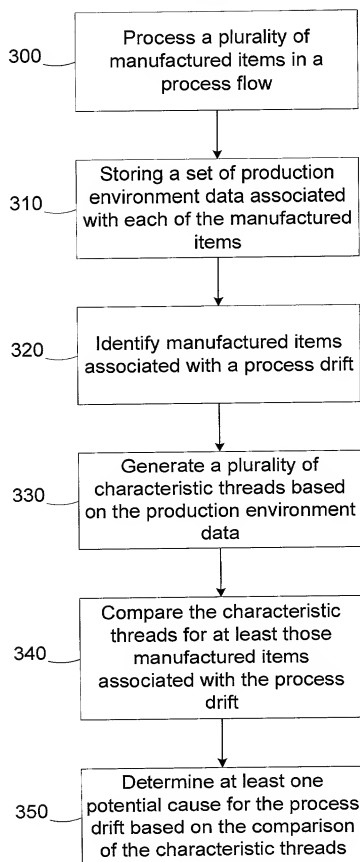 300
Process a plurality of
manufactured items in a
process flow
310
Storing a set of production
environment data associated
with each of the manufactured
items
320
Identify manufactured items
associated with a process drift
330
Generate a plurality of
characteristic threads based
on the production environment
data
340
Compare the characteristic
threads for at least those
manufactured items
associated with the process
drift
350
Determine at least one
potential cause for the process
drift based on the comparison
of the characteristic threads